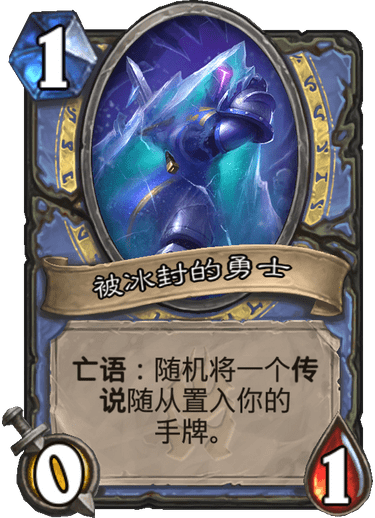 1
被冰封的勇士
亡语：随机将一个传
说随从置入你的
手牌。
0
1